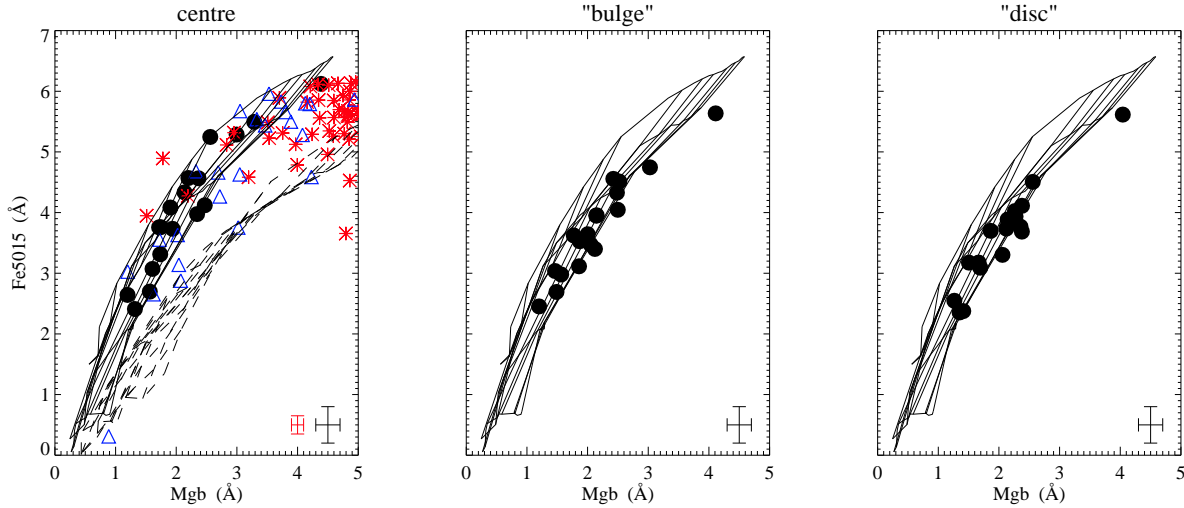 centre
"bulge"
"disc"
Fe5015 (Å)
7
6
5
4
3
2
1
0
0 1 2 3 4 5
0 1 2 3 4 5
0 1 2 3 4 5
Mgb (Å)
Mgb (Å)
Mgb (Å)